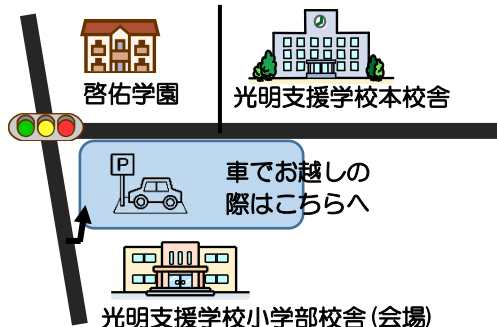 啓佑学園
光明支援学校本校舎
P
車でお越しの
際はこちらへ
光明支援学校小学部校舎(会場)